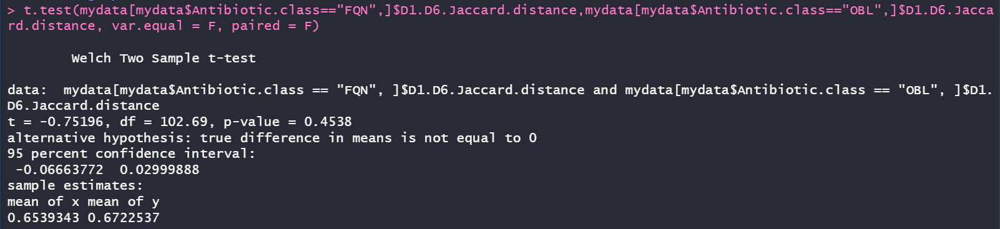 > t.test(mydata[mydata$Antibiotic.class=="FQN",]$D1.D6.Jaccard.distance,mydata[mydata$Antibiotic.class=="OBL",]$D1.D6.Jacca
rd.distance, var.equal = F, paired = F)
Welch Two Sample t-test
data:  mydata[mydata$Antibiotic.class == "FQN", ]$D1.D6.Jaccard.distance and mydata[mydata$Antibiotic.class == "OBL", ]$D1.
D6.Jaccard.distance
t = -0.75196, df = 102.69, p-value = 0.4538
alternative hypothesis: true difference in means is not equal to 0
95 percent confidence interval:
-0.06663772  0.02999888
sample estimates:
mean of x mean of y
0.6539343 0.6722537